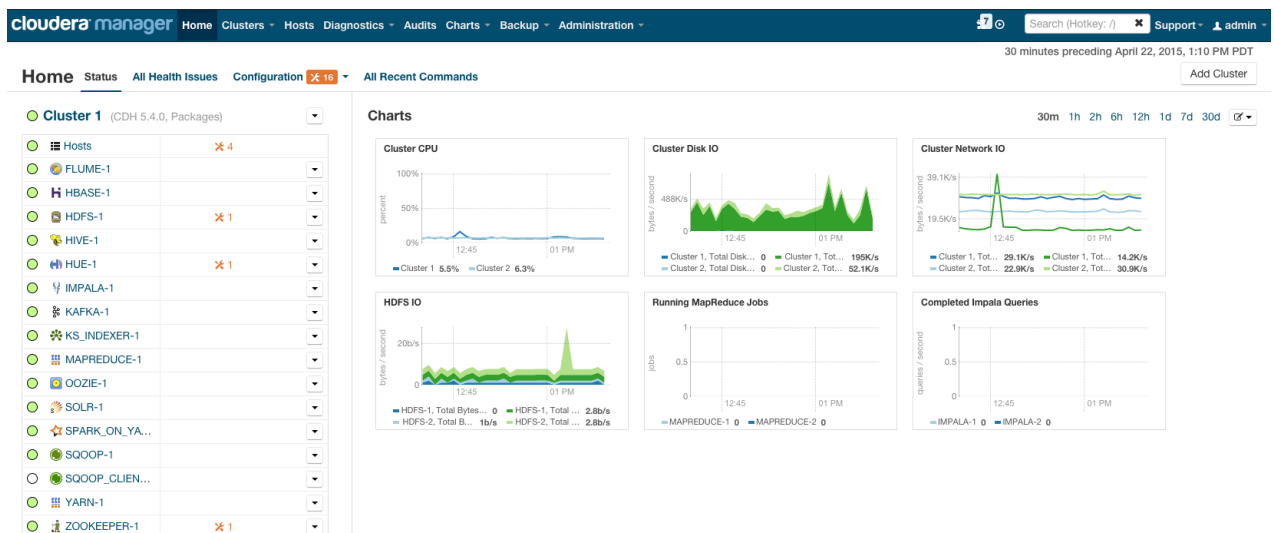 cloudera manager Home Clusters Hosts Diagnostics Audits Charts Backup Administration 7 Search (Hotkey: /) Support admin
30 minutes preceding April 22, 2015, 1:10 PM PDT
Home Status All Health Issues Configuration 16 All Recent Commands Add Cluster
Cluster 1 (CDH 5.4.0, Packages)
Hosts 4
FLUME-1
HBASE-1
HDFS-1 1
HIVE-1
HUE-1 1
IMPALA-1
KAFKA-1
KS_INDEXER-1
MAPREDUCE-1
OOZIE-1
SOLR-1
SPARK_ON_YA...
SQOOP-1
SQOOP_CLIEN...
YARN-1
ZOOKEEPER-1 1
Charts 30m 1h 2h 6h 12h 1d 7d 30d
Cluster CPU
percent
100%
50%
0%
12:45 01 PM
Cluster 1 5.5% Cluster 2 6.3%
Cluster Disk IO
bytes / second
488K/s
0
12:45 01 PM
Cluster 1, Total Disk... 0 Cluster 1, Tot... 195K/s
Cluster 2, Total Disk... 0 Cluster 2, Tot... 52.1K/s
Cluster Network IO
bytes / second
39.1K/s
19.5K/s
12:45 01 PM
Cluster 1, Tot... 29.1K/s Cluster 1, Tot... 14.2K/s
Cluster 2, Tot... 22.9K/s Cluster 2, Tot... 30.9K/s
HDFS IO
bytes / second
20b/s
0
12:45 01 PM
HDFS-1, Total Bytes... 0 HDFS-1, Total ... 2.8b/s
HDFS-2, Total B... 1b/s HDFS-2, Total ... 2.8b/s
Running MapReduce Jobs
jobs
1
0.5
0
12:45 01 PM
MAPREDUCE-1 0 MAPREDUCE-2 0
Completed Impala Queries
queries / second
1
0.5
0
12:45 01 PM
IMPALA-1 0 IMPALA-2 0